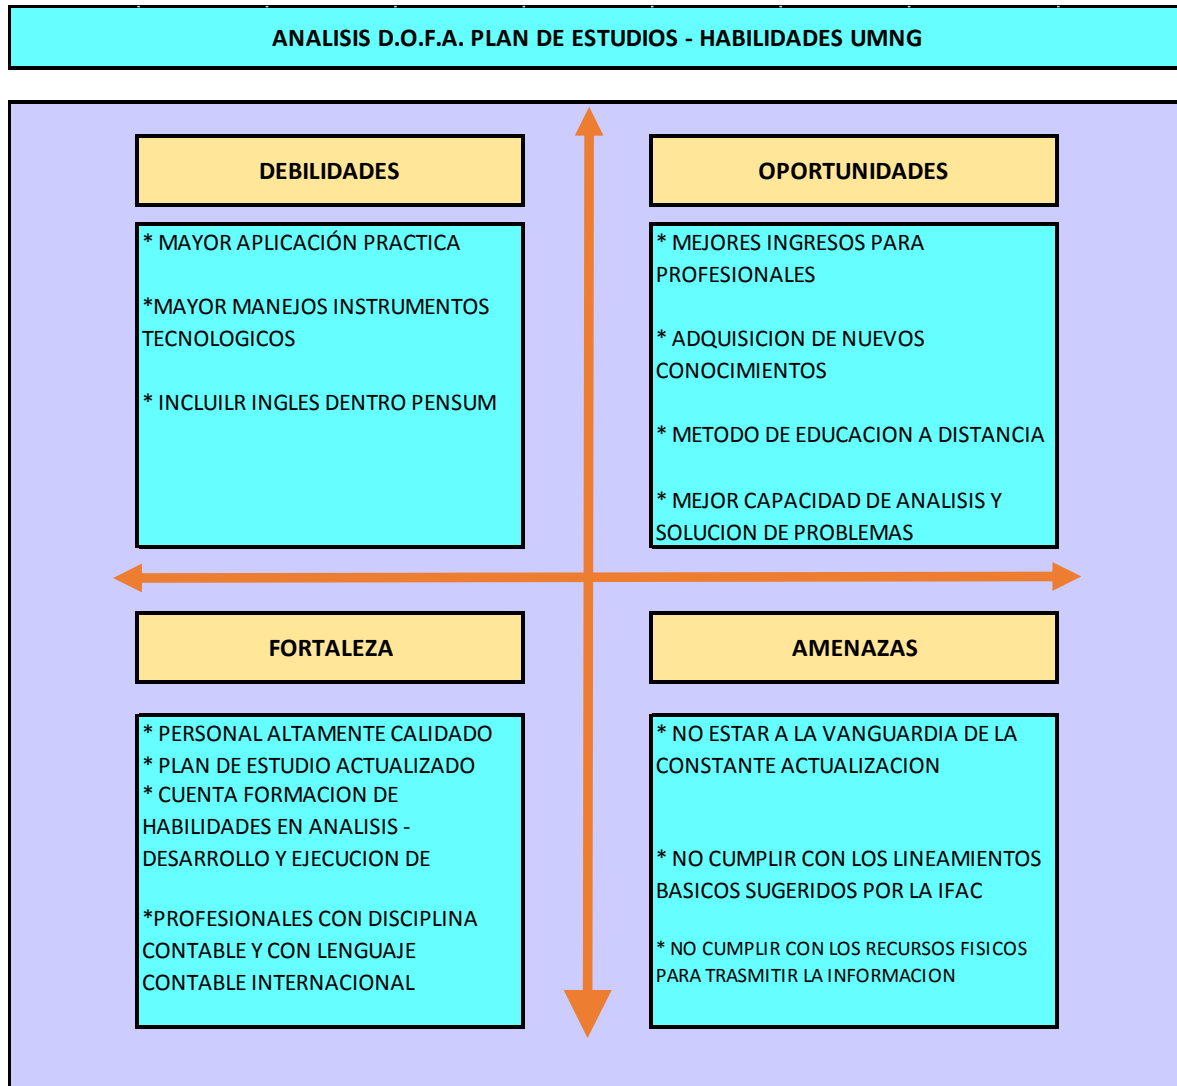 ANALISIS D.O.F.A. PLAN DE ESTUDIOS - HABILIDADES UMNG
DEBILIDADES
* MAYOR APLICACIÓN PRACTICA
*MAYOR MANEJOS INSTRUMENTOS
TECNOLOGICOS
* INCLUILR INGLES DENTRO PENSUM
OPORTUNIDADES
* MEJORES INGRESOS PARA
PROFESIONALES
* ADQUISICION DE NUEVOS
CONOCIMIENTOS
* METODO DE EDUCACION A DISTANCIA
* MEJOR CAPACIDAD DE ANALISIS Y
SOLUCION DE PROBLEMAS
FORTALEZA
* PERSONAL ALTAMENTE CALIDADO
* PLAN DE ESTUDIO ACTUALIZADO
* CUENTA FORMACION DE
HABILIDADES EN ANALISIS -
DESARROLLO Y EJECUCION DE
*PROFESIONALES CON DISCIPLINA
CONTABLE Y CON LENGUAJE
CONTABLE INTERNACIONAL
AMENAZAS
* NO ESTAR A LA VANGUARDIA DE LA
CONSTANTE ACTUALIZACION
* NO CUMPLIR CON LOS LINEAMIENTOS
BASICOS SUGERIDOS POR LA IFAC
* NO CUMPLIR CON LOS RECURSOS FISICOS
PARA TRASMITIR LA INFORMACION